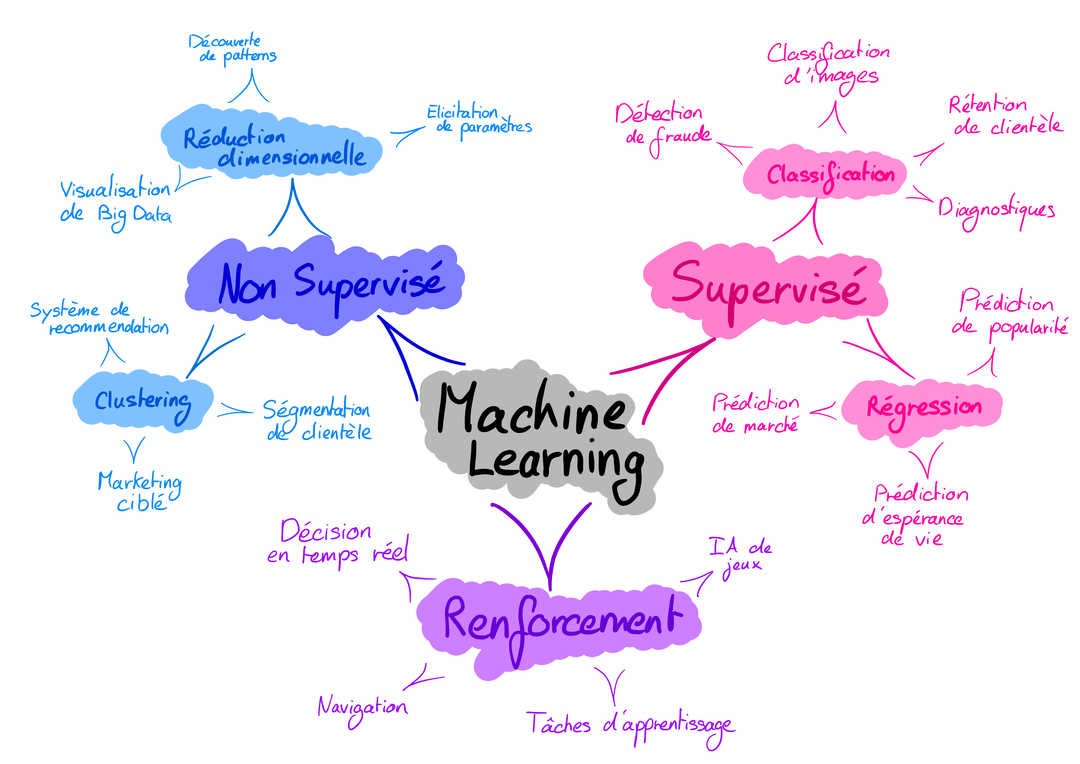 Découverte
de patterns
Elicitation
de paramètres
Réduction
dimensionnelle
Visualisation
de Big Data
Non Supervisé
Système de
recommendation
Clustering
Ségmentation
de clientèle
Marketing
ciblé
Classification
d'images
Détection
de fraude
Rétention
de clientèle
Classification
Diagnostiques
Supervisé
Prédiction
de popularité
Prédiction
de marché
Régression
Prédiction
d'espérance
de vie
Machine
Learning
Décision
en temps réel
IA de
jeux
Renforcement
Navigation
Tâches d'apprentissage